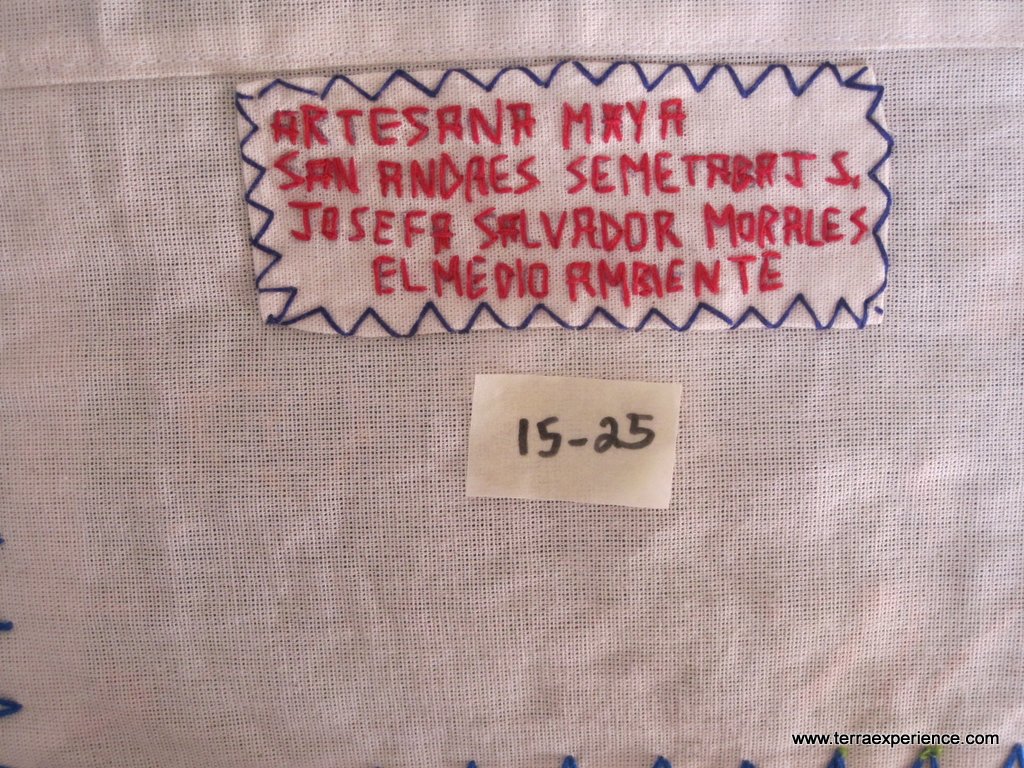 ARTESANA MAYA
SAN ANDRES SEMETABAJ S.
JOSEFA SALVADOR MORALES
EL MEDIO AMBIENTE
15-25
www.terraexperience.com